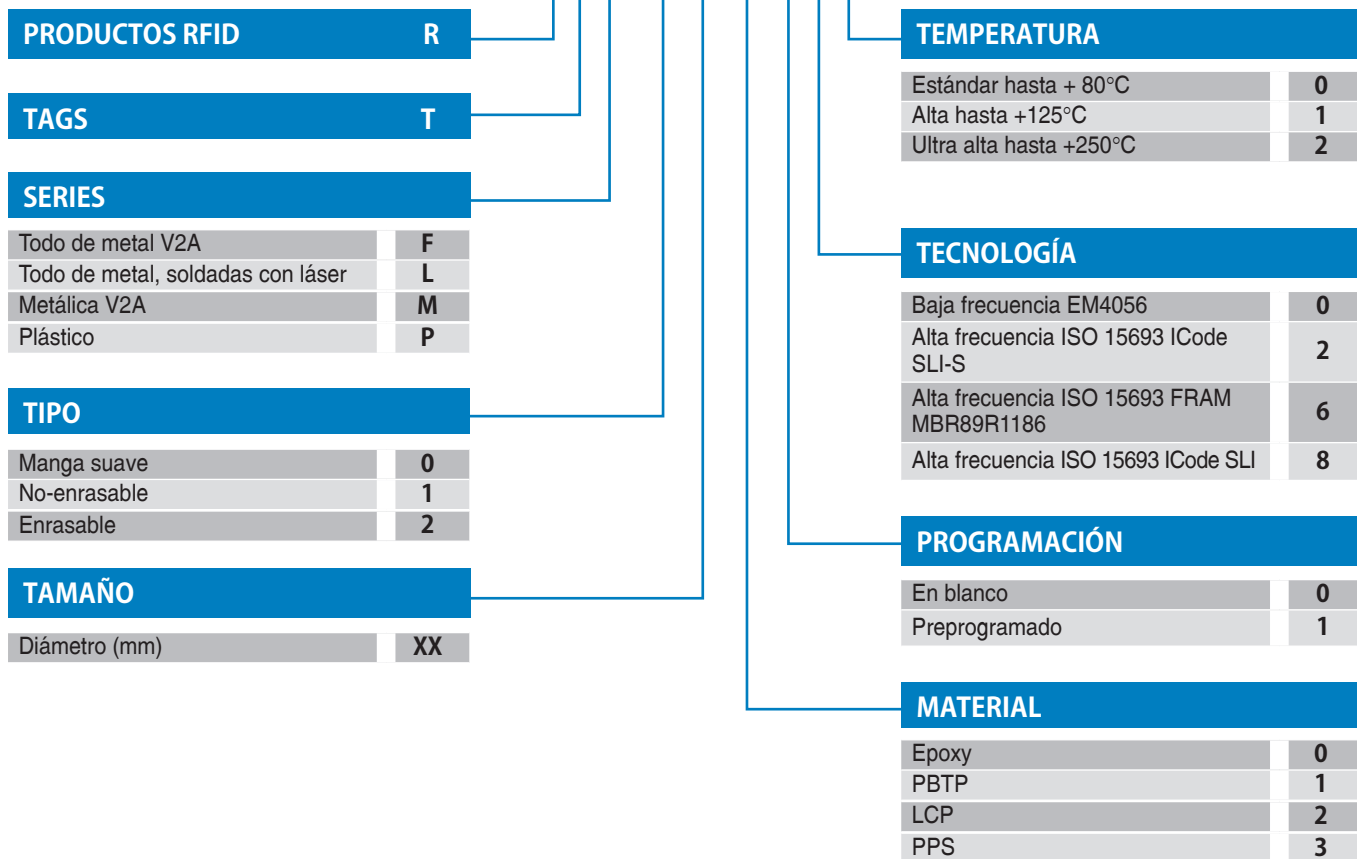 PRODUCTOS RFID R
TAGS T
SERIES
Todo de metal V2A F
Todo de metal, soldadas con láser L
Metálica V2A M
Plástico P
TIPO
Manga suave 0
No-enrasable 1
Enrasable 2
TAMAÑO
Diámetro (mm) XX
TEMPERATURA
Estándar hasta + 80°C 0
Alta hasta +125°C 1
Ultra alta hasta +250°C 2
TECNOLOGÍA
Baja frecuencia EM4056 0
Alta frecuencia ISO 15693 ICode
SLI-S 2
Alta frecuencia ISO 15693 FRAM
MBR89R1186 6
Alta frecuencia ISO 15693 ICode SLI 8
PROGRAMACIÓN
En blanco 0
Preprogramado 1
MATERIAL
Epoxy 0
PBTP 1
LCP 2
PPS 3